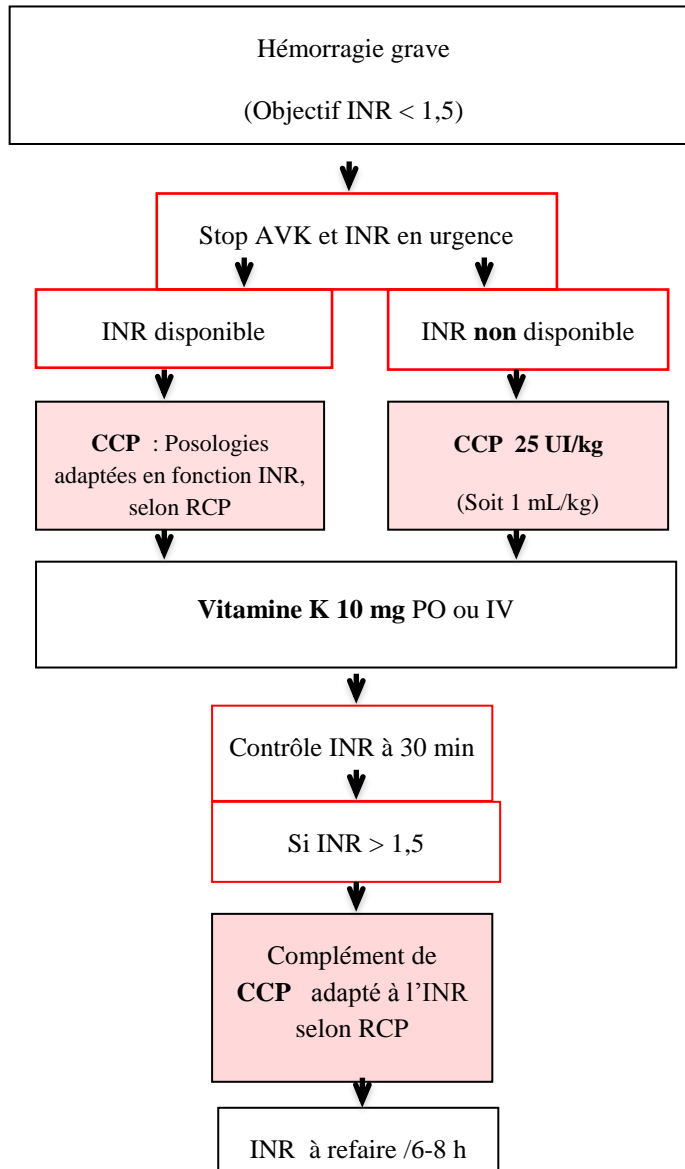 Hémorragie grave
(Objectif INR < 1,5)
Stop AVK et INR en urgence
INR disponible
INR non disponible
CCP : Posologies
adaptées en fonction INR,
selon RCP
CCP 25 UI/kg
(Soit 1 mL/kg)
Vitamine K 10 mg PO ou IV
Contrôle INR à 30 min
Si INR > 1,5
Complément de
CCP adapté à l’INR
selon RCP
INR à refaire /6-8 h